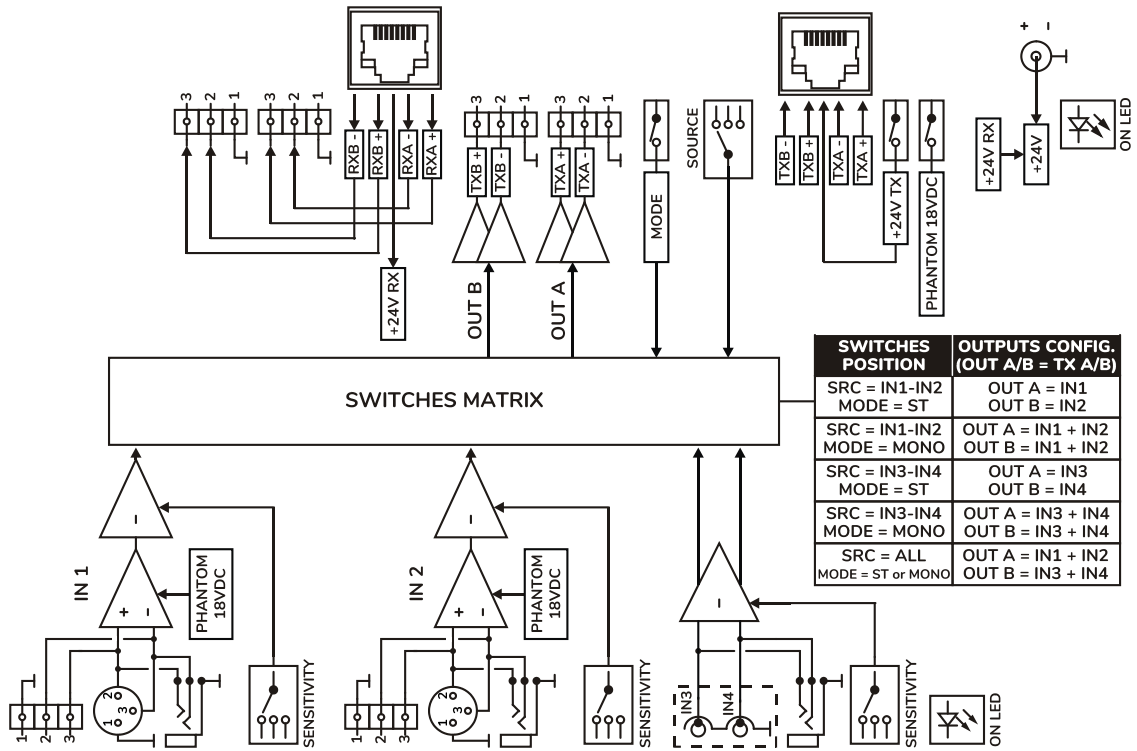 + -
3 2 1
3 2 1
RXB -
RXB +
RXA -
RXA +
3 2 1
3 2 1
TXB +
TXB -
TXA +
TXA -
MODE
SOURCE
TXB -
TXB +
TXA -
TXA +
+24V TX
PHANTOM 18VDC
+24V RX
+24V
ON LED
+24V RX
OUT B
OUT A
SWITCHES MATRIX
SWITCHES POSITION
OUTPUTS CONFIG.
(OUT A/B = TX A/B)
SRC = IN1-IN2
MODE = ST
OUT A = IN1
OUT B = IN2
SRC = IN1-IN2
MODE = MONO
OUT A = IN1 + IN2
OUT B = IN1 + IN2
SRC = IN3-IN4
MODE = ST
OUT A = IN3
OUT B = IN4
SRC = IN3-IN4
MODE = MONO
OUT A = IN3 + IN4
OUT B = IN3 + IN4
SRC = ALL
MODE = ST or MONO
OUT A = IN1 + IN2
OUT B = IN3 + IN4
-
IN 1
+ -
PHANTOM
18VDC
1 2 3
2
3
1
SENSITIVITY
-
IN 2
+ -
PHANTOM
18VDC
1 2 3
2
3
1
SENSITIVITY
-
IN3
IN4
SENSITIVITY
ON LED